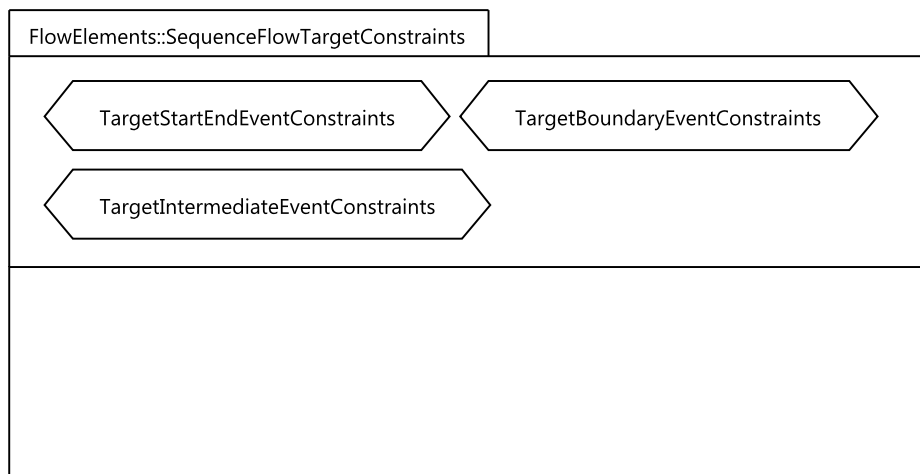 FlowElements::SequenceFlowTargetConstraints
TargetStartEndEventConstraints
TargetBoundaryEventConstraints
TargetIntermediateEventConstraints